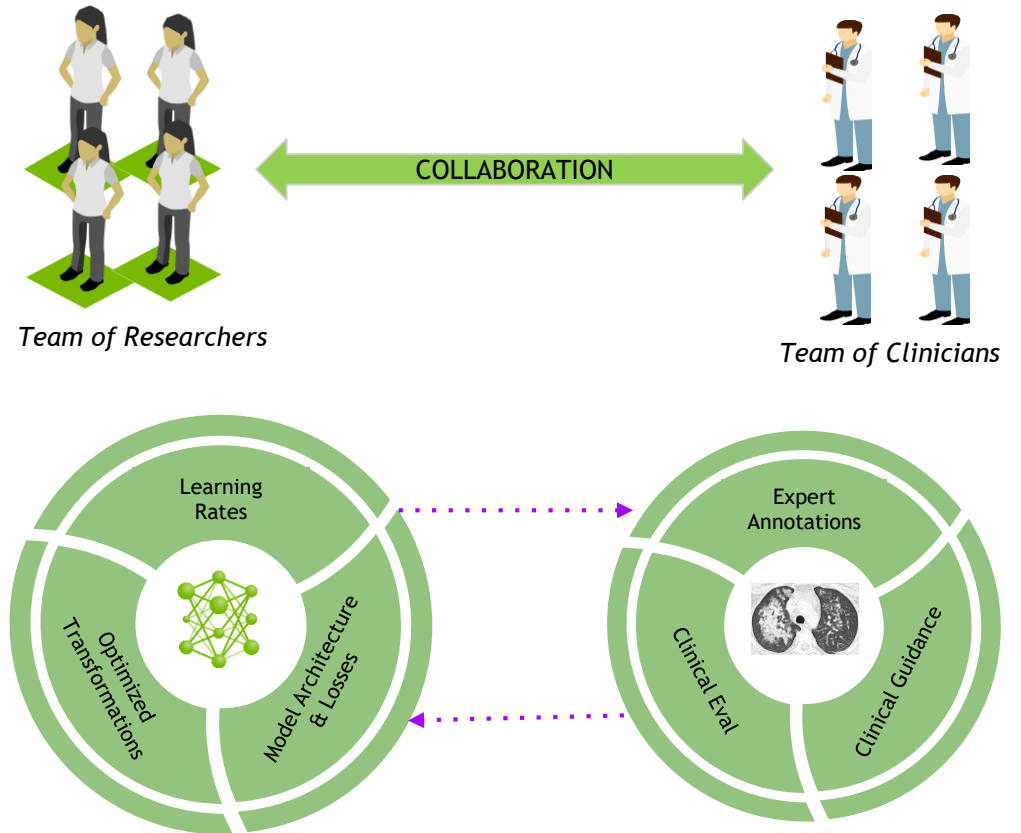 COLLABORATION
Team of Researchers
Team of Clinicians
Learning
Rates
Optimized
Transformations
Model Architecture
& Losses
Expert
Annotations
Clinical Eval
Clinical Guidance